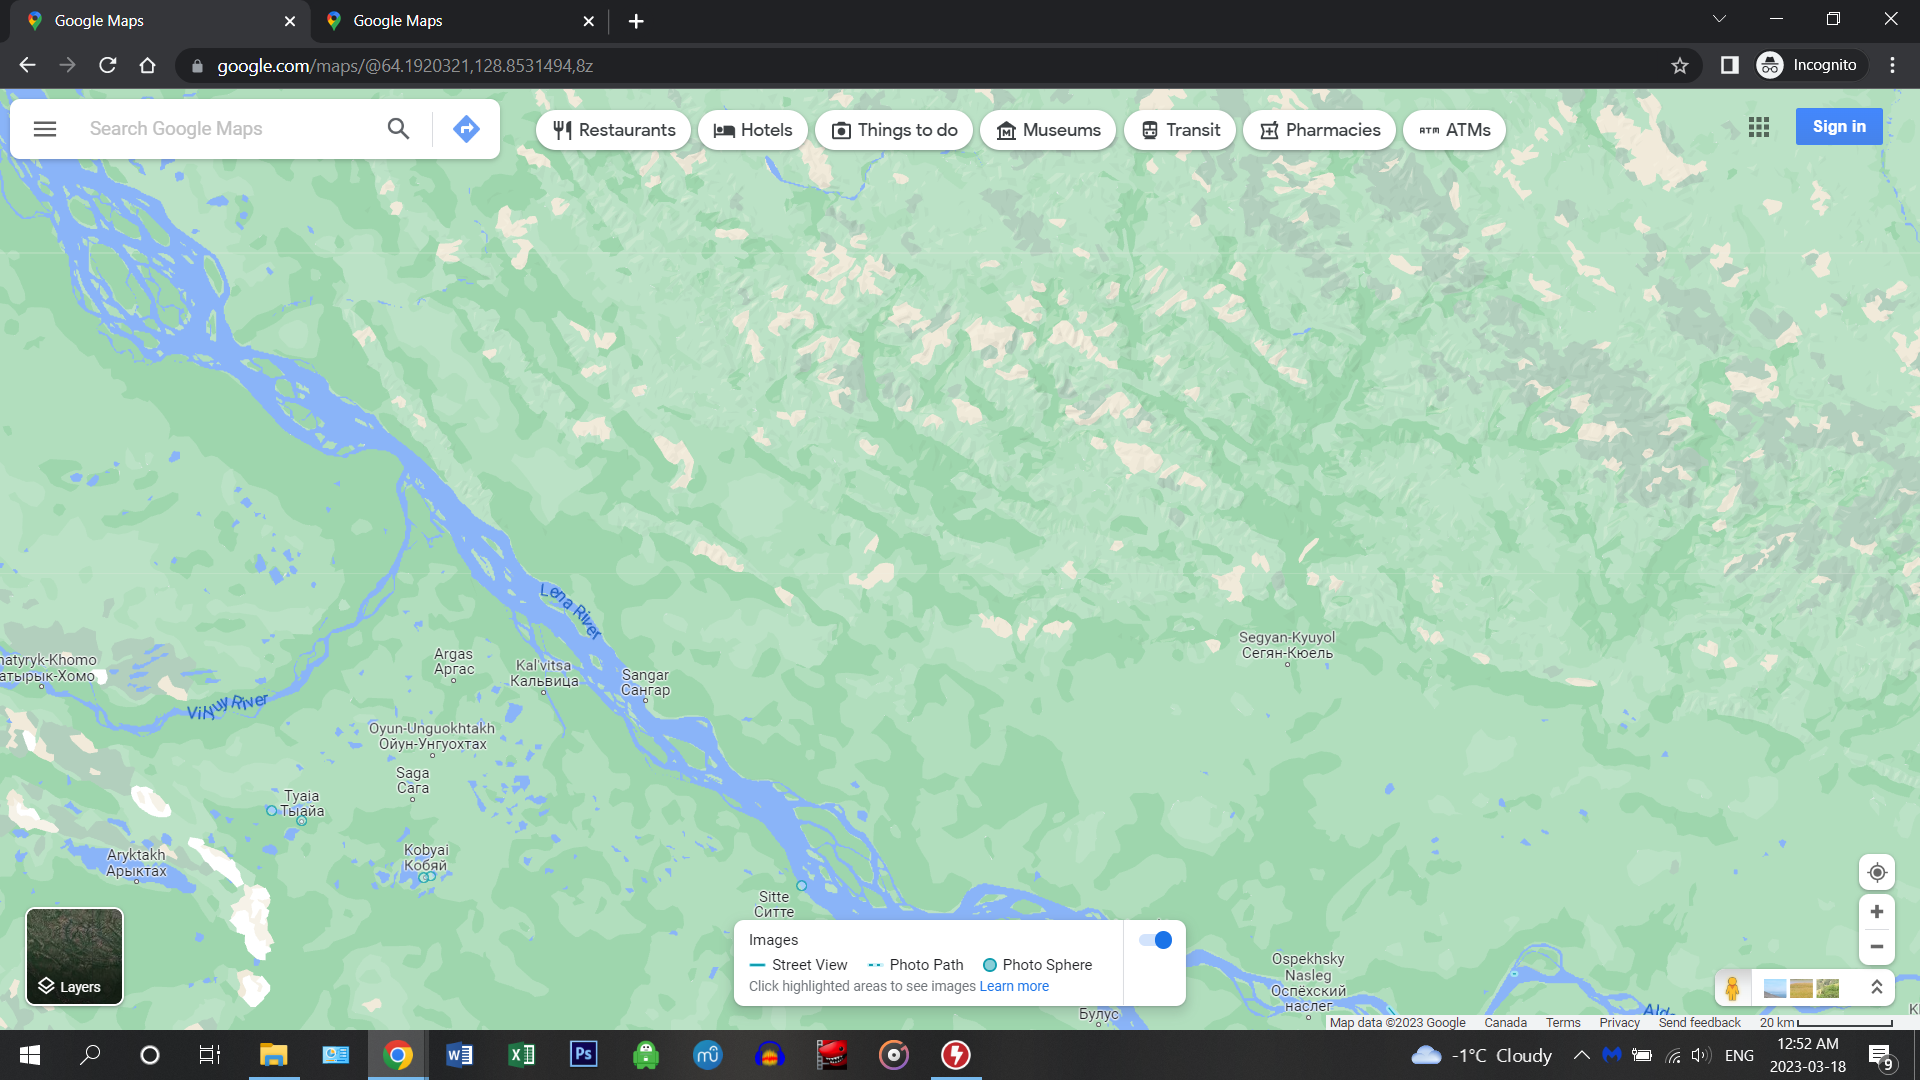 Google Maps
Google Maps
google.com/maps/@64.1920321,128.8531494,8z
Incognito
Search Google Maps
Restaurants
Hotels
Things to do
Museums
Transit
Pharmacies
ATM ATMs
Sign in
Lena River
Segyan-Kyuyol
Сегян-Кюель
Argas
Аргас
Kal'vitsa
Кальвица
Sangar
Сангар
natyryk-Khomo
атырык-Хомо
Vilyuy River
Oyun-Unguokhtakh
Ойун-Унгуохтах
Saga
Сага
Tyaia
Тыайа
Kobyai
Кобяй
Aryktakh
Арыктах
Sitte
Ситте
Layers
Images
Street View
Photo Path
Photo Sphere
Click highlighted areas to see images Learn more
Ospekhsky
Nasleg
Оспёхский
наслег
Булус
Ald
Map data ©2023 Google
Canada
Terms
Privacy
Send feedback
20 km
-1°C Cloudy
ENG
12:52 AM
2023-03-18
9